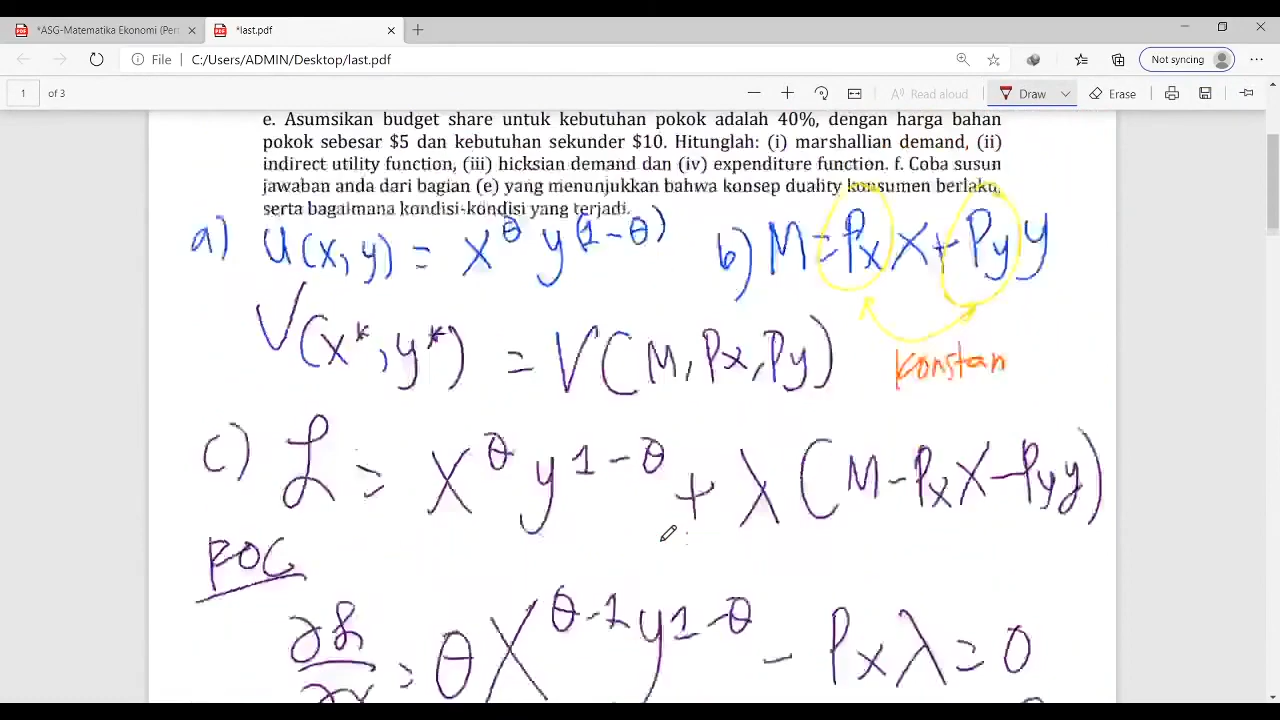 *ASG-Matematika Ekonomi (Pert
*last.pdf
File C:/Users/ADMIN/Desktop/last.pdf
Not syncing
1 of 3
Read aloud
Draw
Erase
e. Asumsikan budget share untuk kebutuhan pokok adalah 40%, dengan harga bahan
pokok sebesar $5 dan kebutuhan sekunder $10. Hitunglah: (i) marshallian demand, (ii)
indirect utility function, (iii) hicksian demand dan (iv) expenditure function. f. Coba susun
jawaban anda dari bagian (e) yang menunjukkan bahwa konsep duality konsumen berlaku,
serta bagaimana kondisi-kondisi yang terjadi.
a) U(x,y) = x^θ y^(1-θ)
b) M = Px X + Py y
V(x*, y*) = V(M, Px, Py)
konstan
c) ℒ = X^θ y^1-θ + λ (M - Px X - Py y)
FOC
∂ℒ/∂x = θ X^θ-1 y^1-θ - Px λ = 0